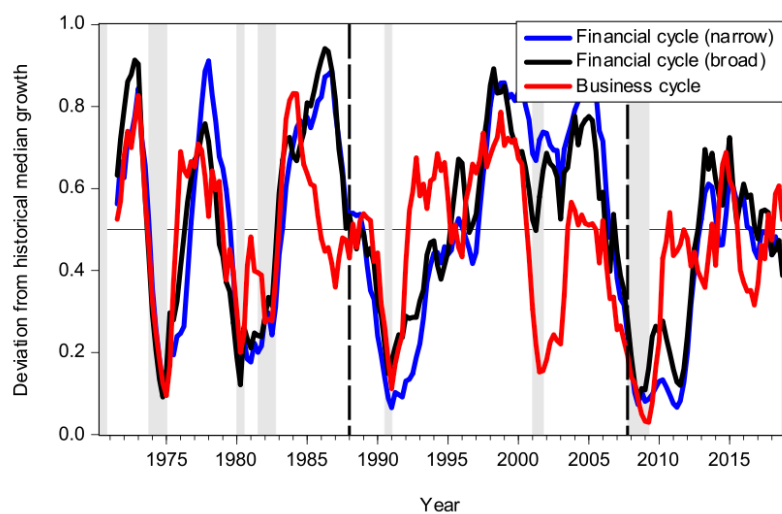 1.0
0.8
0.6
0.4
0.2
0.0
Deviation from historical median growth
Financial cycle (narrow)
Financial cycle (broad)
Business cycle
1975 1980 1985 1990 1995 2000 2005 2010 2015
Year